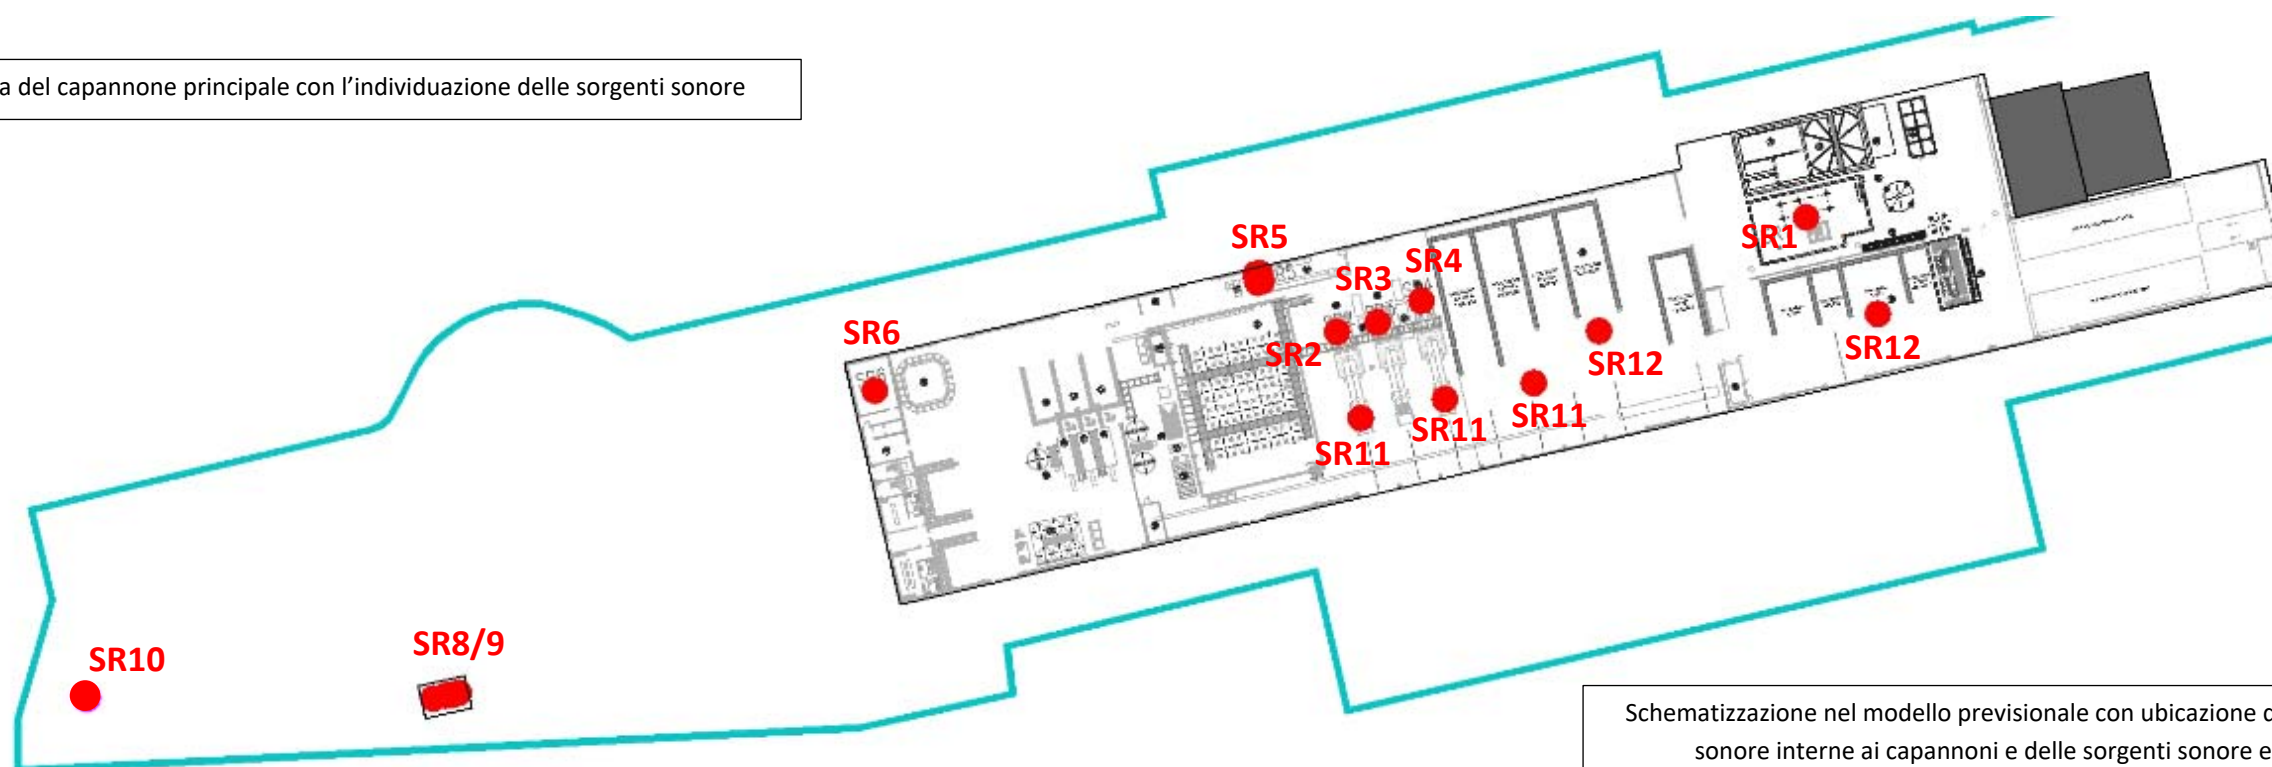 a del capannone principale con l’individuazione delle sorgenti sonore
SR5
SR4
SR3
SR1
SR6
SR2
SR12
SR12
SR11
SR11
SR11
SR8/9
SR10
Schematizzazione nel modello previsionale con ubicazione
sonore interne ai capannoni e delle sorgenti sonore e